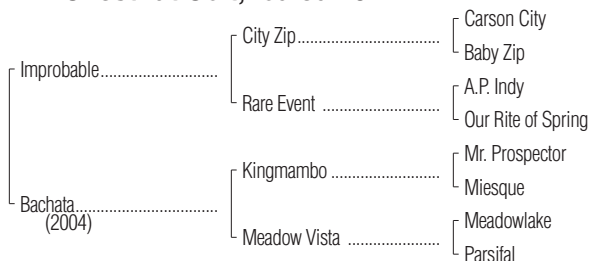 City Zip
Carson City
Baby Zip
Improbable
Rare Event
A.P. Indy
Our Rite of Spring
Kingmambo
Mr. Prospector
Miesque
Bachata
(2004)
Meadow Vista
Meadowlake
Parsifal